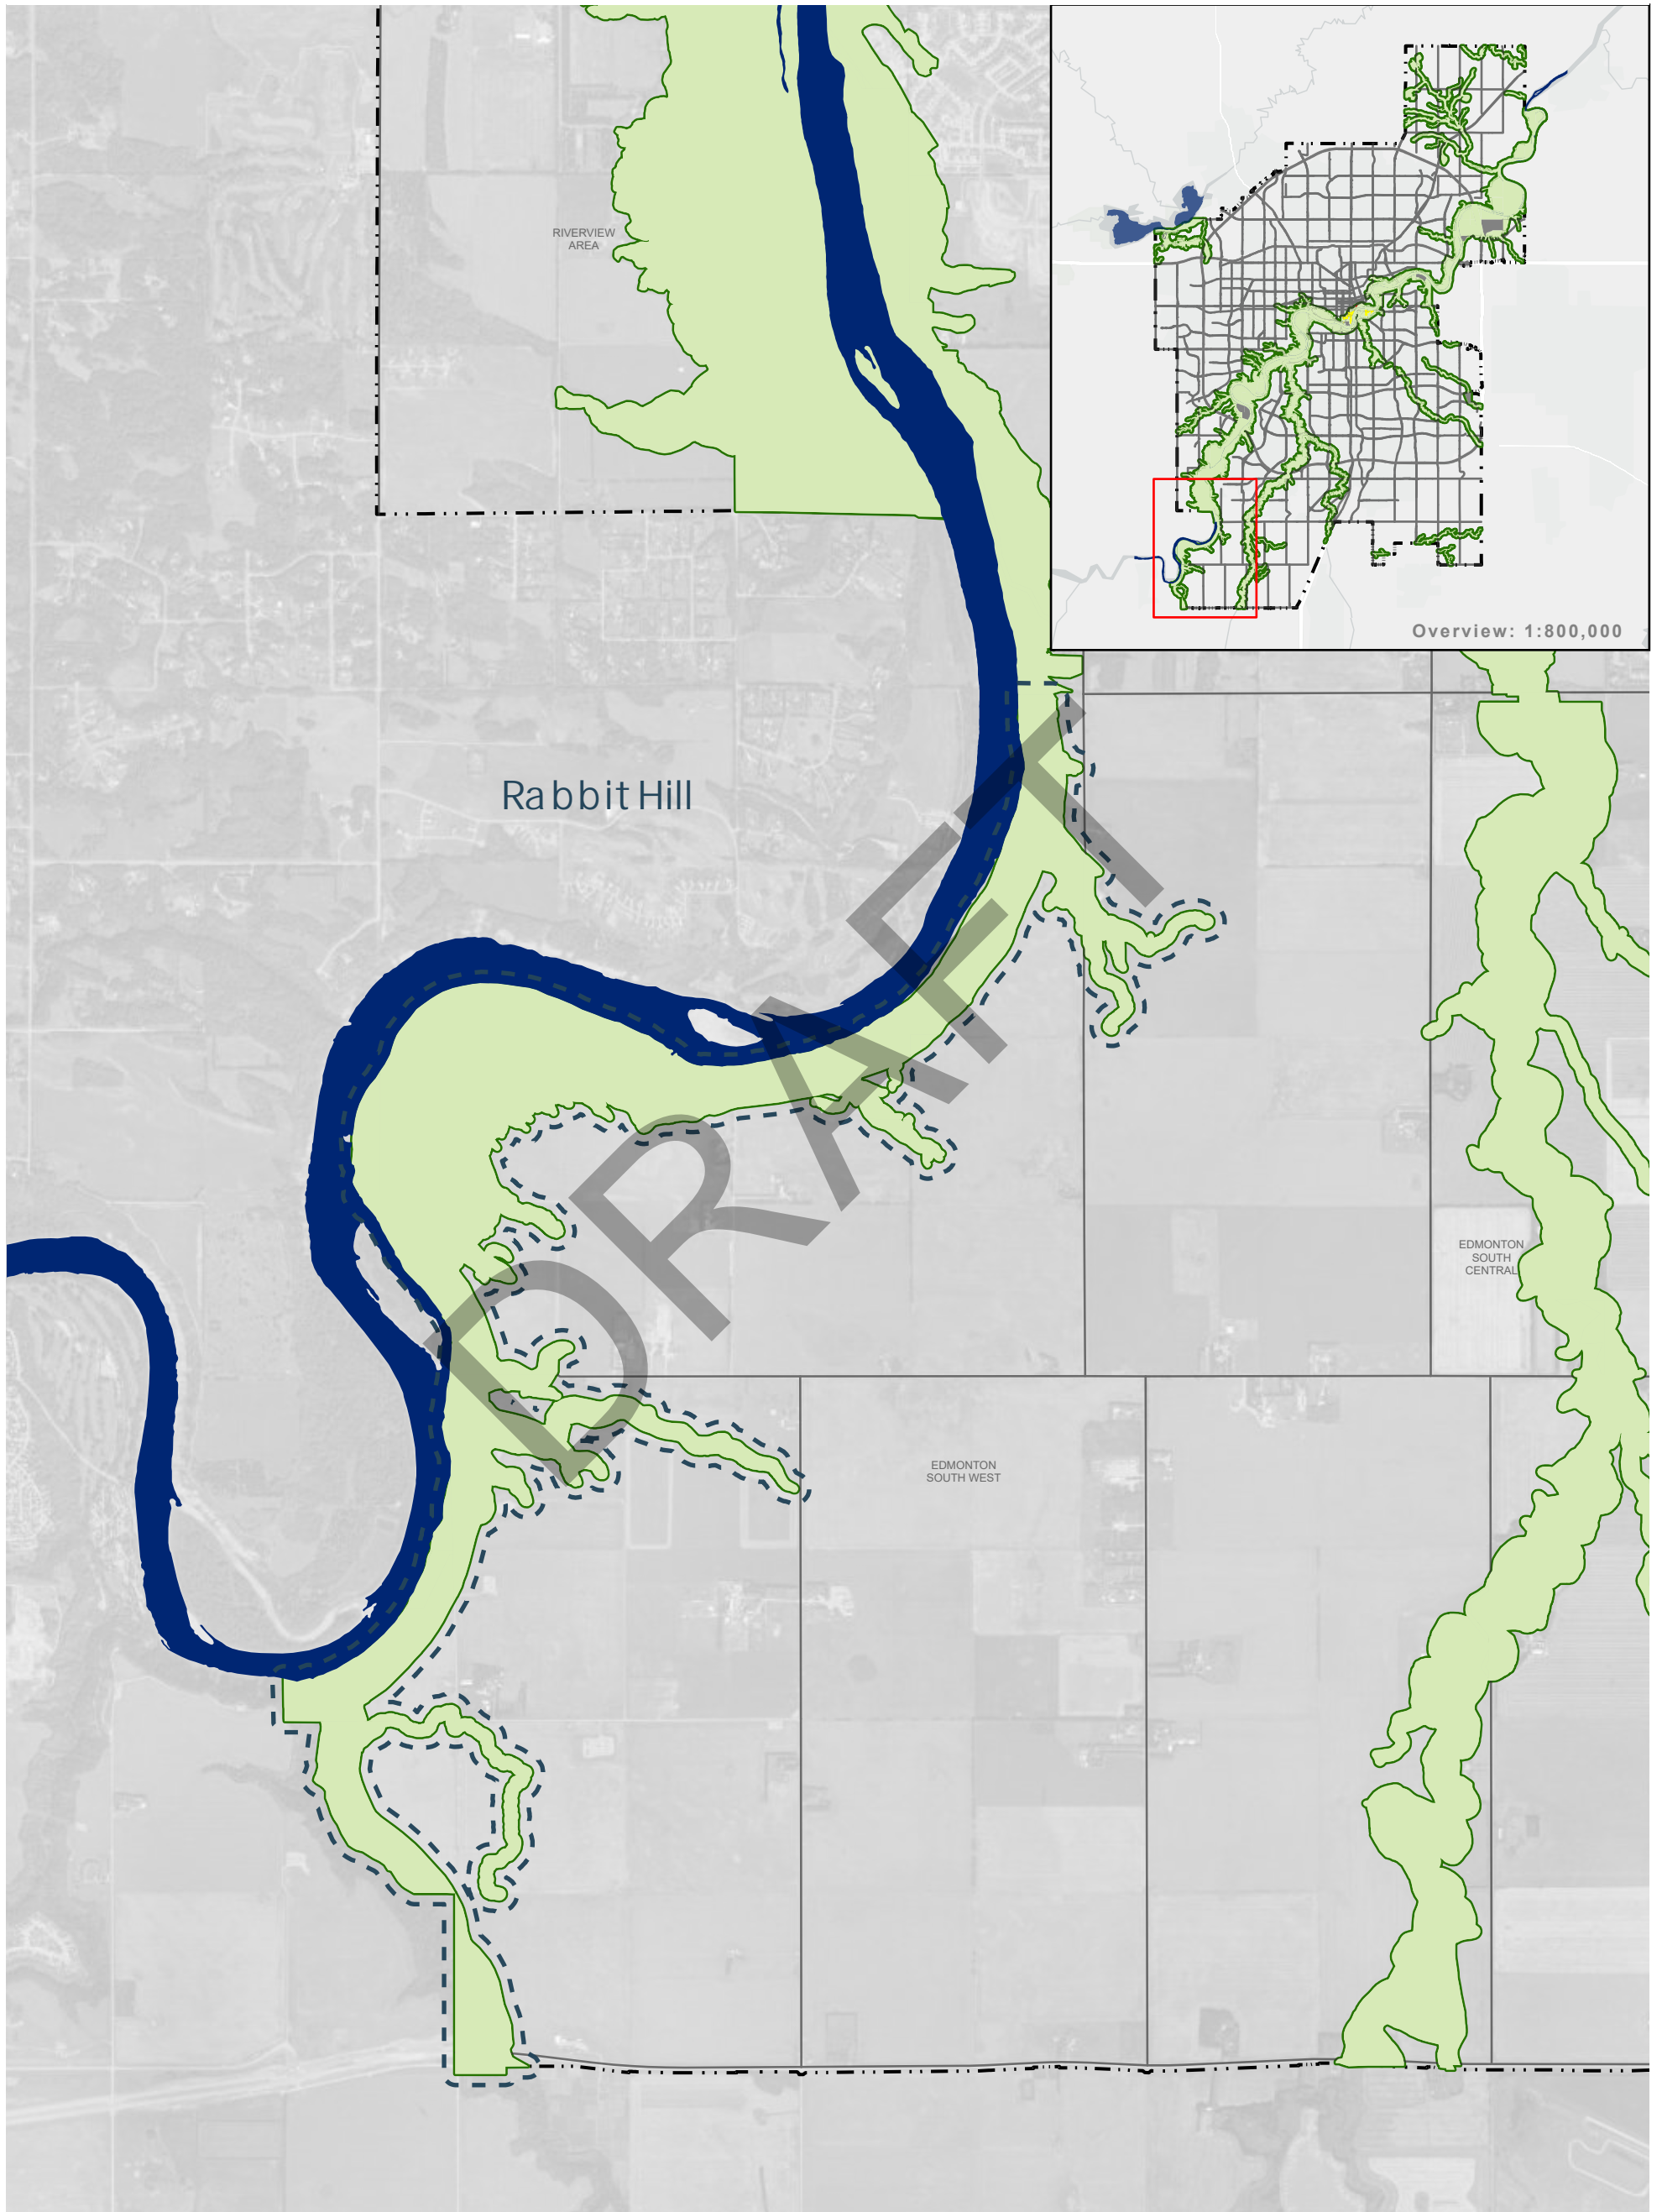 RIVERVIEW
AREA
Overview: 1:800,000
Rabbit Hill
DRAFT
EDMONTON
SOUTH
CENTRAL
EDMONTON
SOUTH WEST